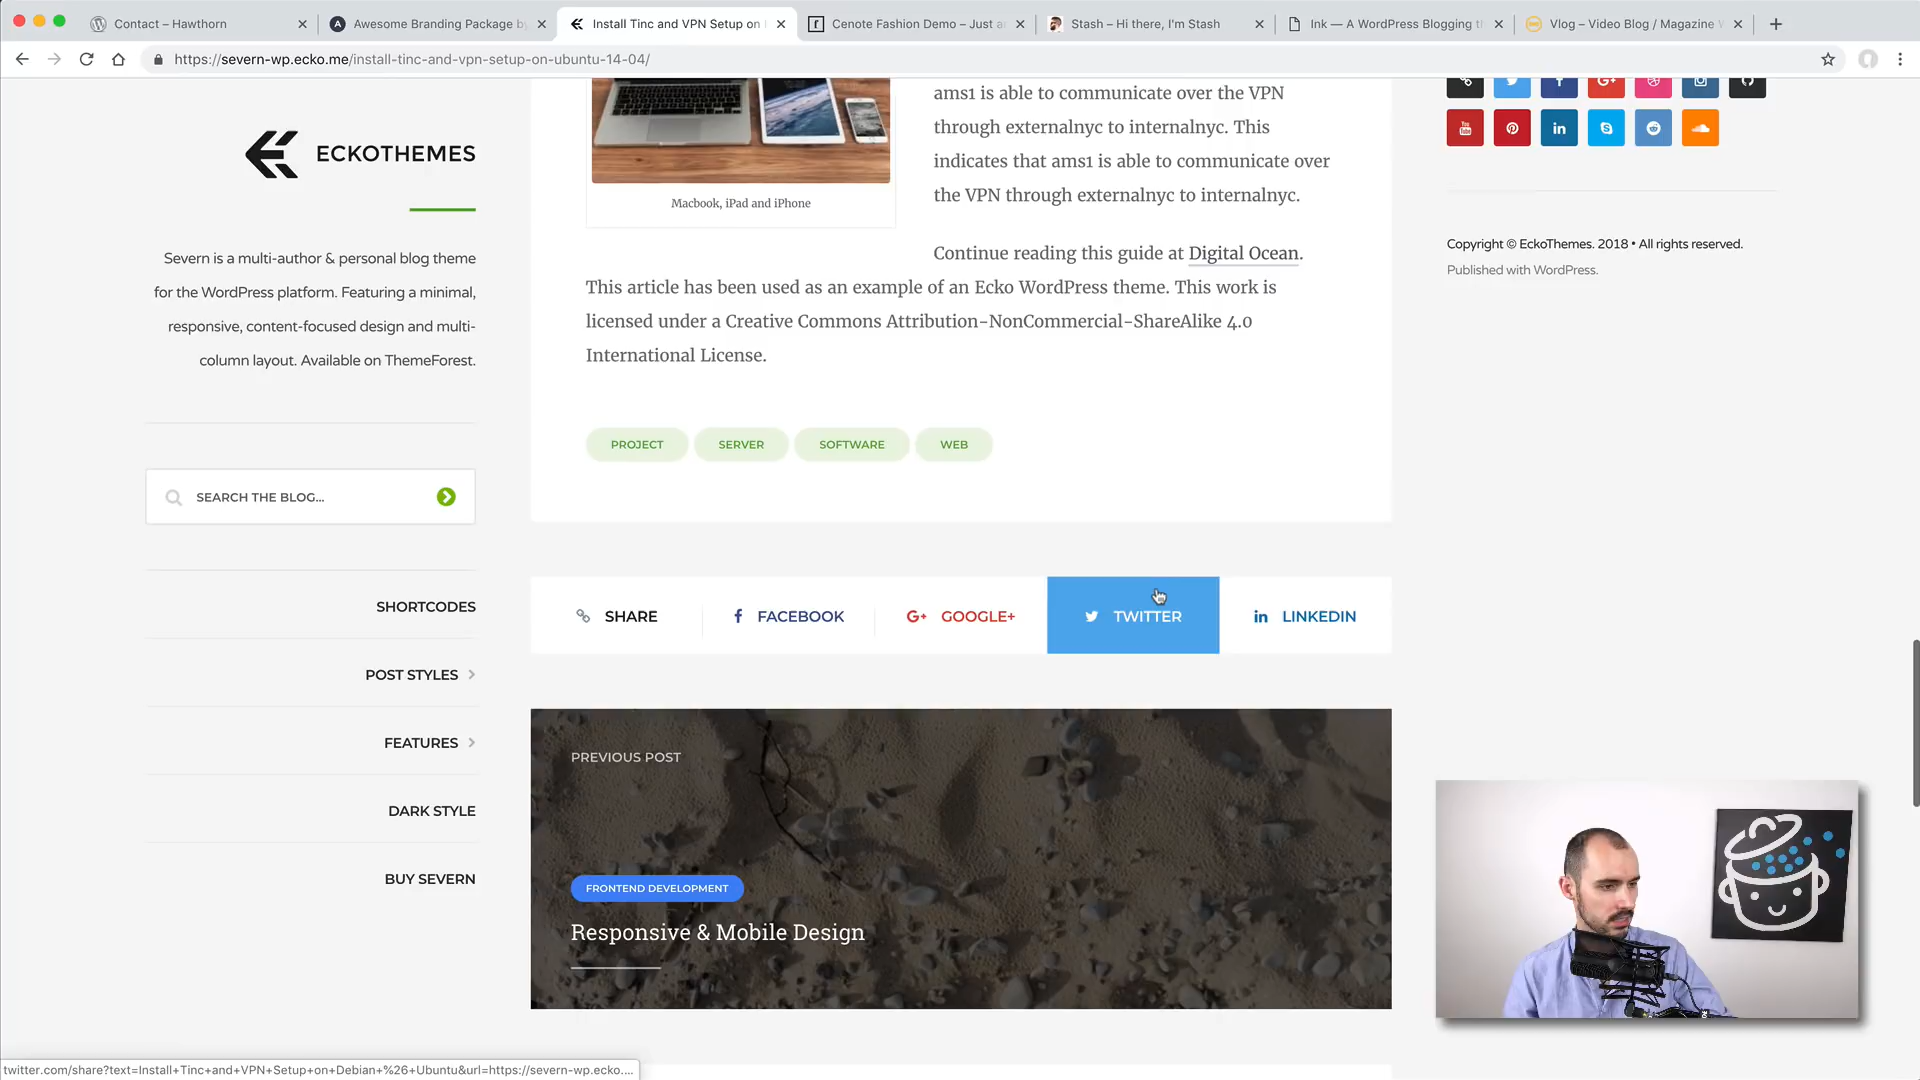 Contact – Hawthorn
Awesome Branding Package by
Install Tinc and VPN Setup on
Cenote Fashion Demo – Just a
Stash – Hi there, I'm Stash
Ink — A WordPress Blogging t
Vlog – Video Blog / Magazine W
https://severn-wp.ecko.me/install-tinc-and-vpn-setup-on-ubuntu-14-04/
ECKOTHEMES
Severn is a multi-author & personal blog theme
for the WordPress platform. Featuring a minimal,
responsive, content-focused design and multi-
column layout. Available on ThemeForest.
SEARCH THE BLOG...
SHORTCODES
POST STYLES
FEATURES
DARK STYLE
BUY SEVERN
Macbook, iPad and iPhone
ams1 is able to communicate over the VPN
through externalnyc to internalnyc. This
indicates that ams1 is able to communicate over
the VPN through externalnyc to internalnyc.
Continue reading this guide at Digital Ocean.
This article has been used as an example of an Ecko WordPress theme. This work is
licensed under a Creative Commons Attribution-NonCommercial-ShareAlike 4.0
International License.
PROJECT
SERVER
SOFTWARE
WEB
SHARE
FACEBOOK
GOOGLE+
TWITTER
LINKEDIN
PREVIOUS POST
FRONTEND DEVELOPMENT
Responsive & Mobile Design
Copyright © EckoThemes. 2018 • All rights reserved.
Published with WordPress.
twitter.com/share?text=Install+Tinc+and+VPN+Setup+on+Debian+%26+Ubuntu&url=https://severn-wp.ecko....